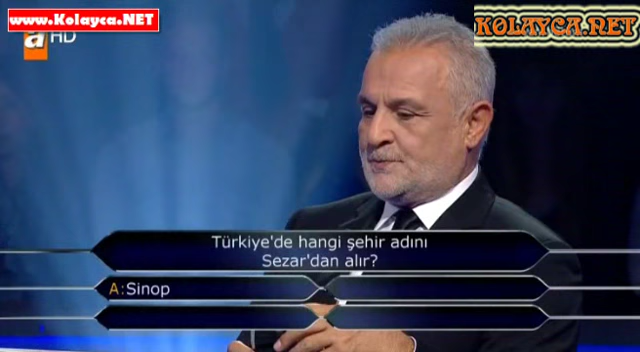 www.Kolayca.NET
KOLAYCA.NET
a HD
Türkiye'de hangi şehir adını
Sezar'dan alır?
A:Sinop